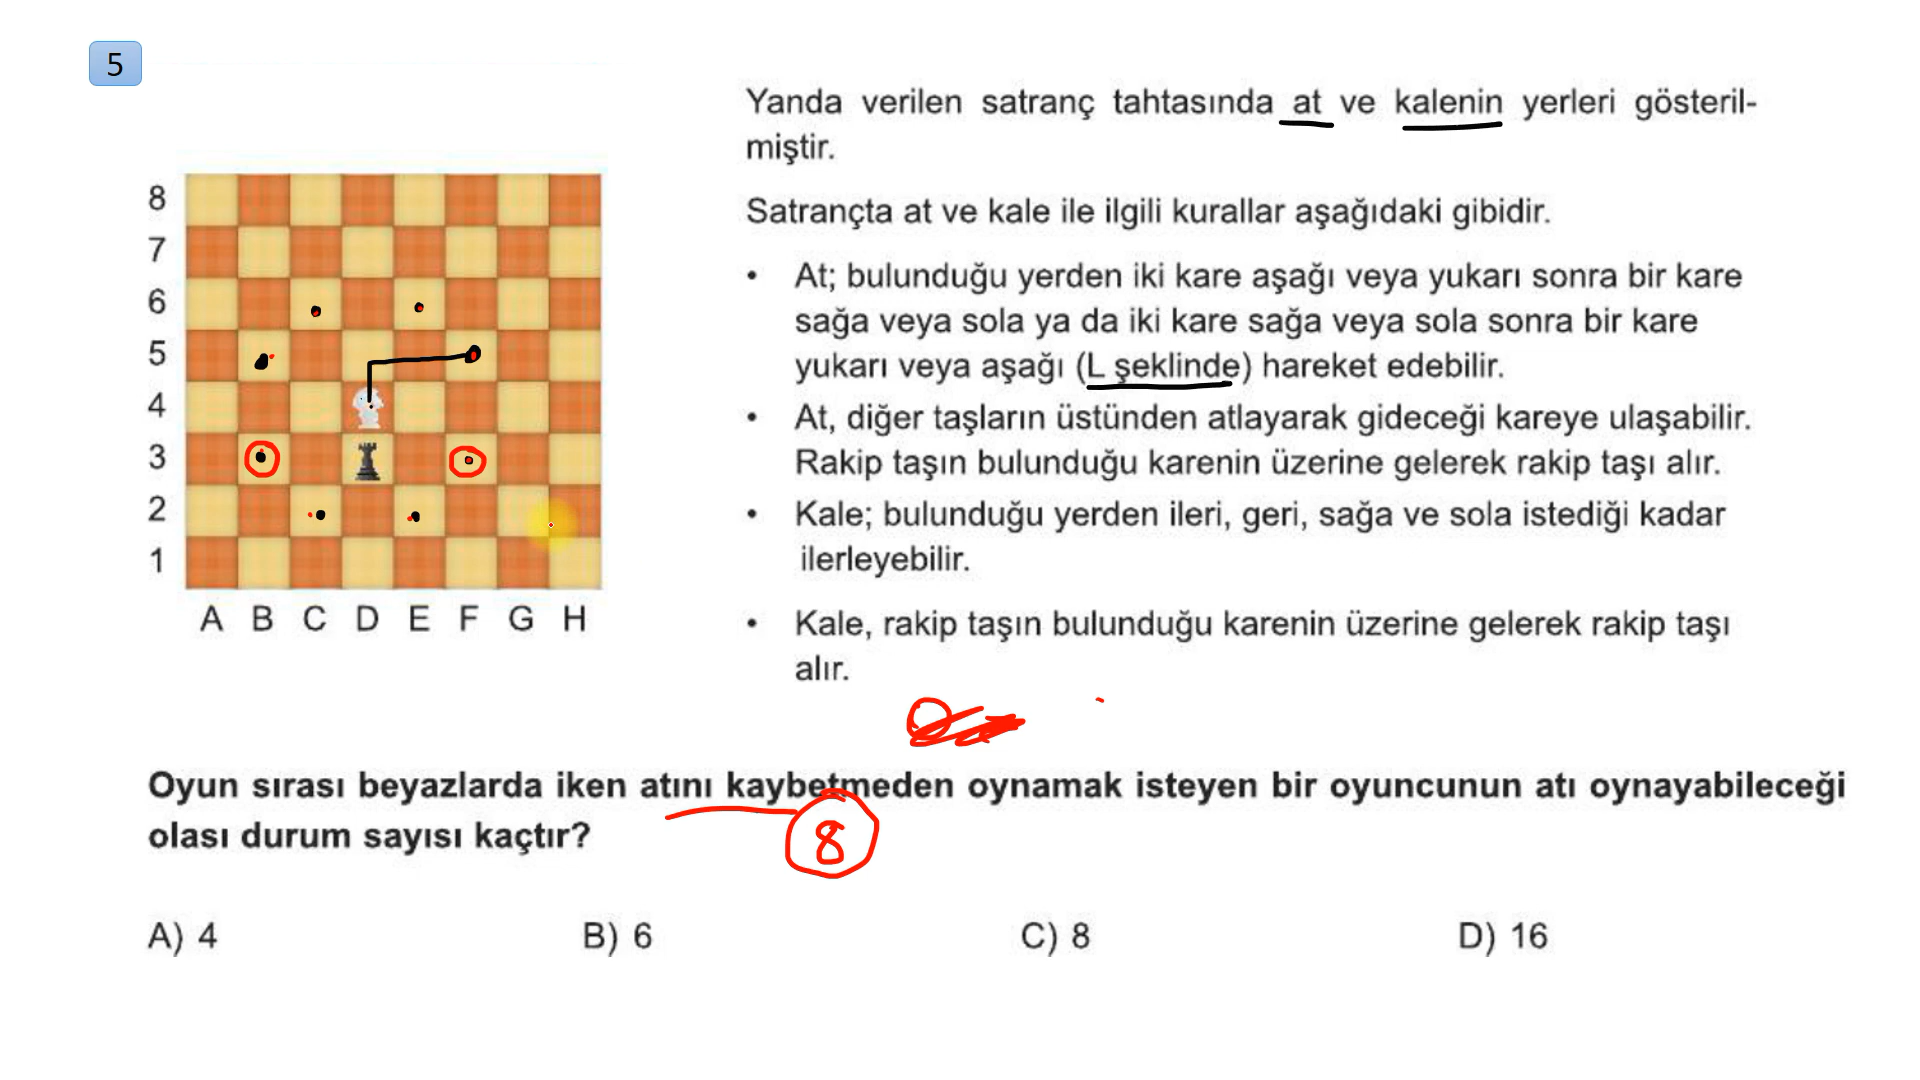 5
Yanda verilen satranç tahtasında at ve kalenin yerleri gösteril-
miştir.
Satrançta at ve kale ile ilgili kurallar aşağıdaki gibidir.
• At; bulunduğu yerden iki kare aşağı veya yukarı sonra bir kare
sağa veya sola ya da iki kare sağa veya sola sonra bir kare
yukarı veya aşağı (L şeklinde) hareket edebilir.
• At, diğer taşların üstünden atlayarak gideceği kareye ulaşabilir.
Rakip taşın bulunduğu karenin üzerine gelerek rakip taşı alır.
• Kale; bulunduğu yerden ileri, geri, sağa ve sola istediği kadar
ilerleyebilir.
• Kale, rakip taşın bulunduğu karenin üzerine gelerek rakip taşı
alır.
8
7
6
5
4
3
2
1
A B C D E F G H
Oyun sırası beyazlarda iken atını kaybetmeden oynamak isteyen bir oyuncunun atı oynayabileceği
olası durum sayısı kaçtır?
8
A) 4 B) 6 C) 8 D) 16